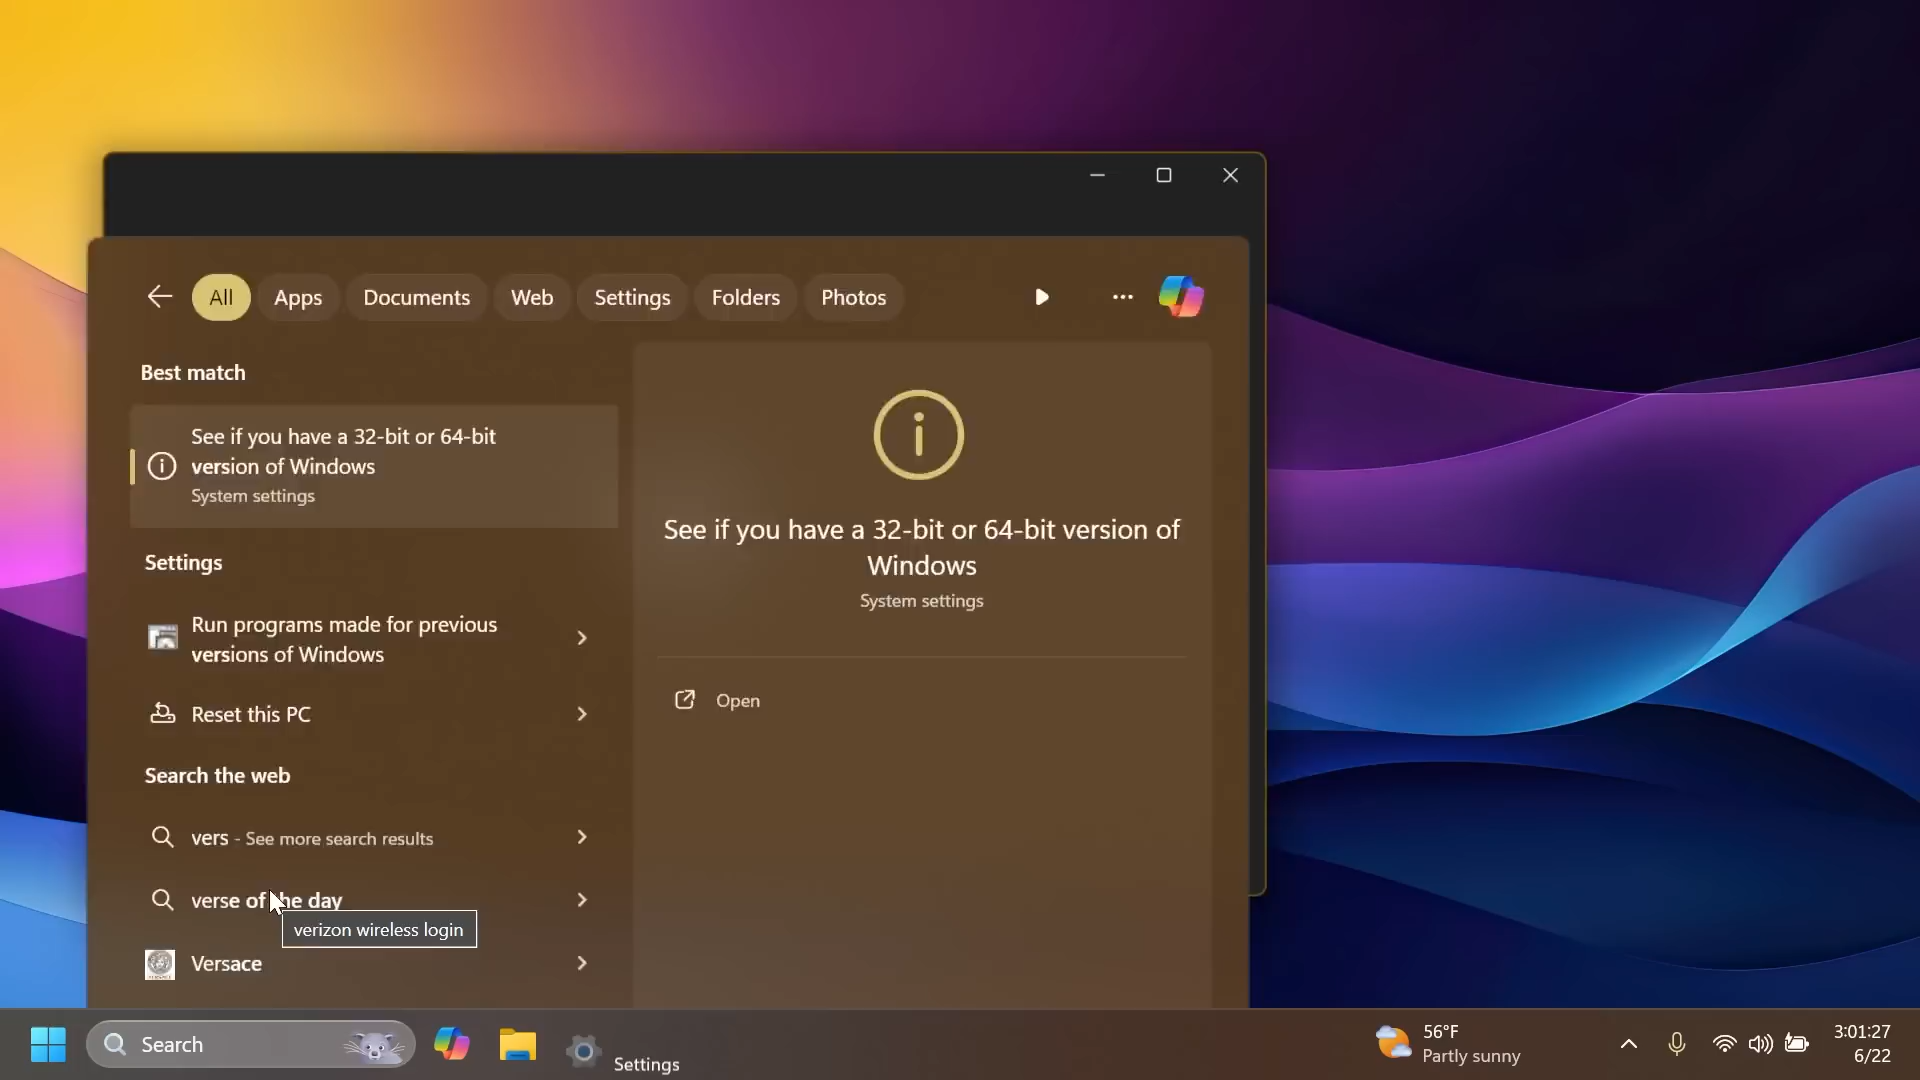 All
Apps
Documents
Web
Settings
Folders
Photos
Best match
See if you have a 32-bit or 64-bit
version of Windows
System settings
Settings
Run programs made for previous
versions of Windows
Reset this PC
Search the web
vers - See more search results
verse of the day
verizon wireless login
Versace
See if you have a 32-bit or 64-bit version of
Windows
System settings
Open
Search
Settings
56°F
Partly sunny
3:01:27
6/22